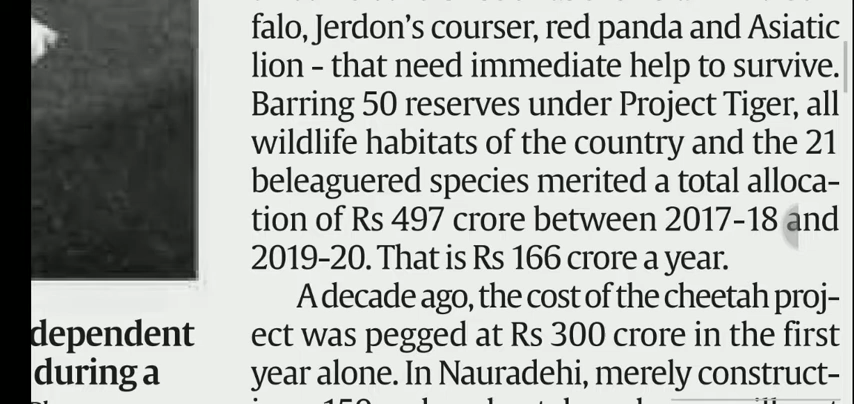 falo, Jerdon's courser, red panda and Asiatic
lion - that need immediate help to survive.
Barring 50 reserves under Project Tiger, all
wildlife habitats of the country and the 21
beleaguered species merited a total alloca-
tion of Rs 497 crore between 2017-18 and
2019-20. That is Rs 166 crore a year.
A decade ago, the cost of the cheetah proj-
ect was pegged at Rs 300 crore in the first
year alone. In Nauradehi, merely construct-
dependent
during a